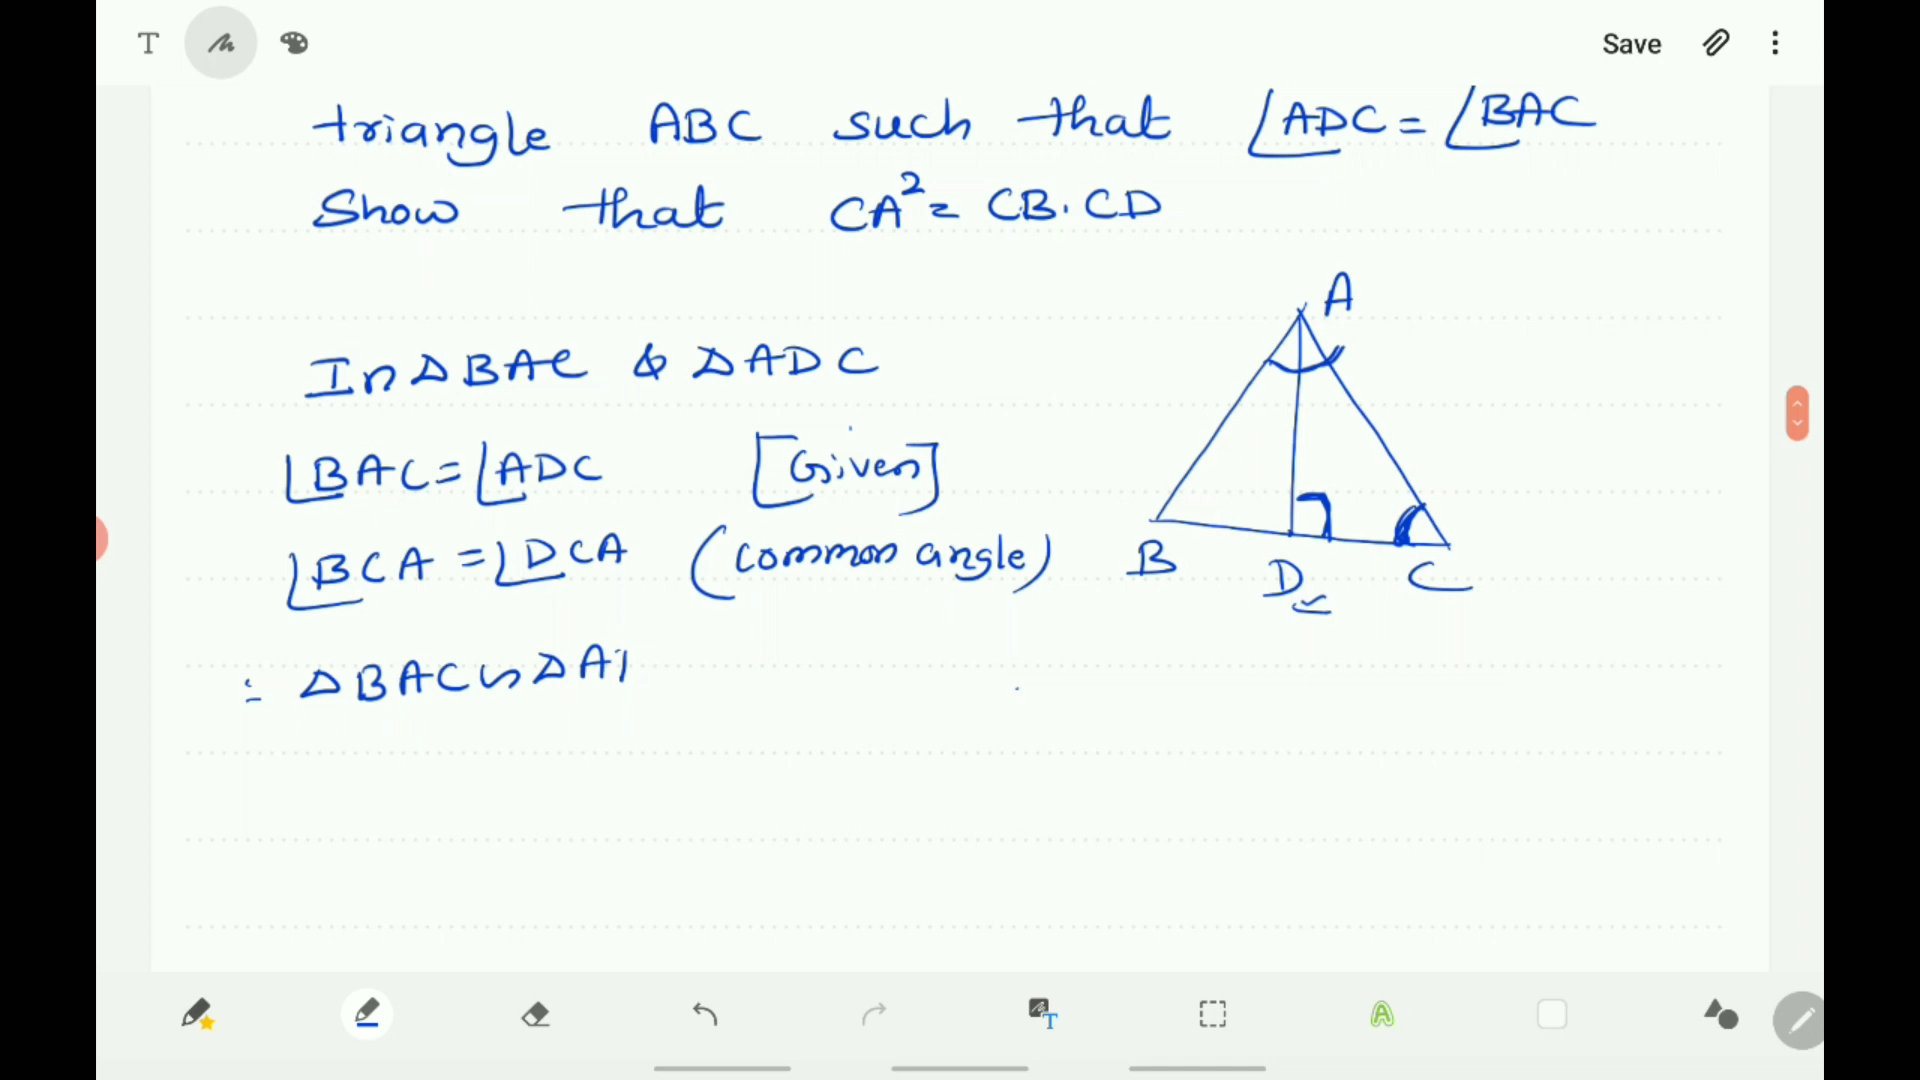 T
Save
triangle ABC such that ∠ADC = ∠BAC
Show that CA² = CB.CD
In △BAC & △ADC
∠BAC = ∠ADC [Given]
∠BCA = ∠DCA (common angle)
∴ △BAC ∽ △A
A
B
D
C
T
A